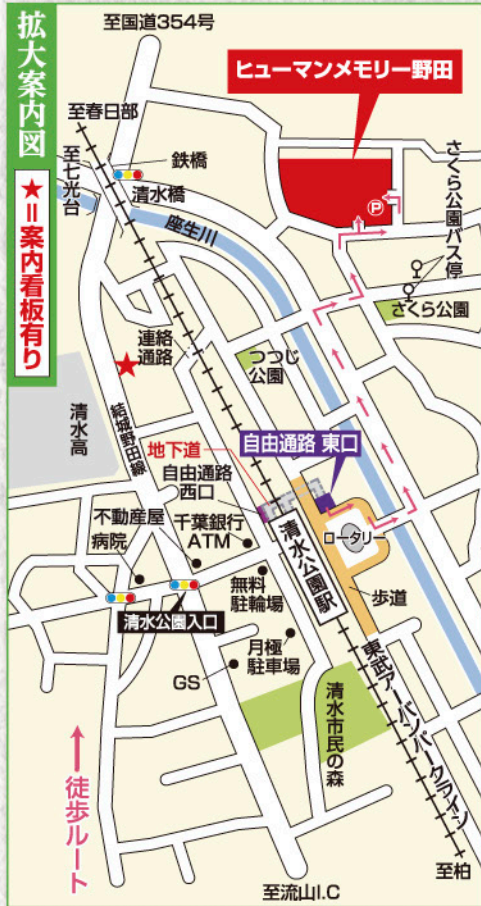 拡大案内図
★=案内看板有り
至国道354号
ヒューマンメモリー野田
至春日部
至七光台
鉄橋
清水橋
座生川
さくら公園バス停
さくら公園
連絡
通路
つつじ
公園
清水高
結城野田線
地下道
自由通路 東口
自由通路
西口
不動産屋
病院
千葉銀行
ATM
清水公園駅
ロータリー
無料
駐輪場
歩道
清水公園入口
月極
駐車場
GS
清水市民の森
東武アーバンパークライン
←徒歩ルート
至柏
至流山I.C
P